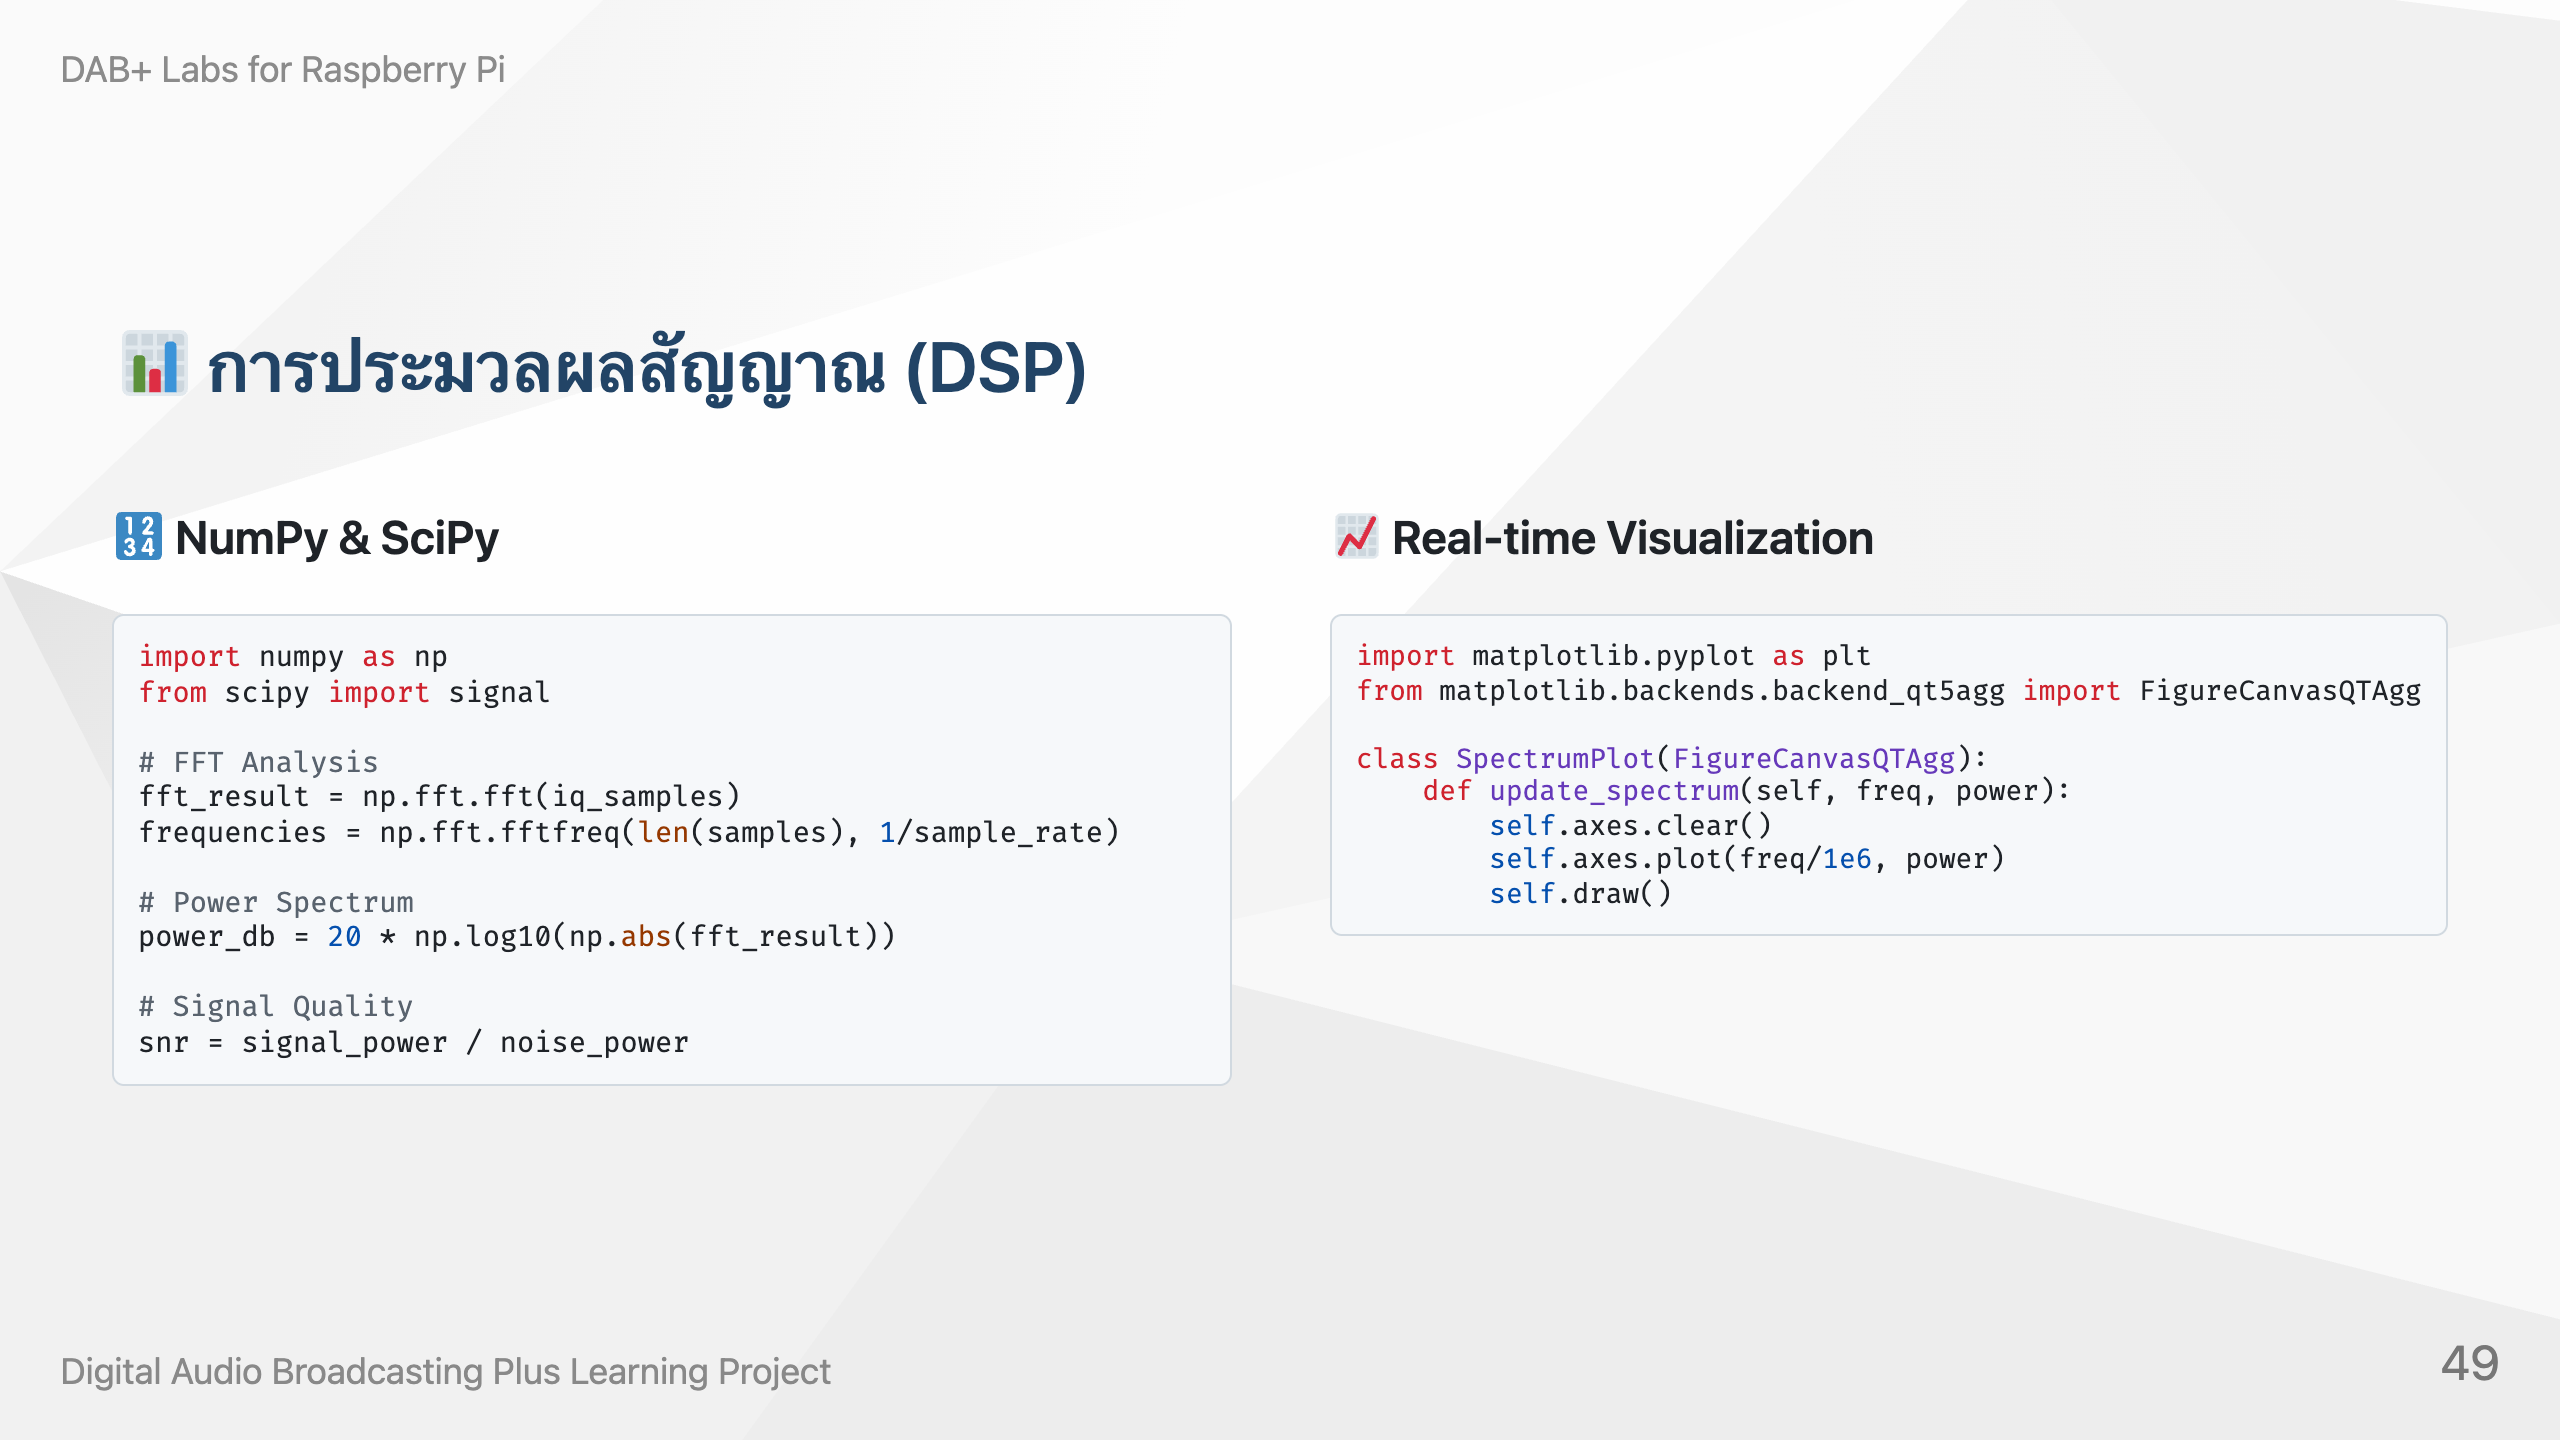 DAB+ Labs for Raspberry Pi
📊 การประมวลผลสัญญาณ (DSP)
🔢 NumPy & SciPy
import numpy as np
from scipy import signal

# FFT Analysis
fft_result = np.fft.fft(iq_samples)
frequencies = np.fft.fftfreq(len(samples), 1/sample_rate)

# Power Spectrum
power_db = 20 * np.log10(np.abs(fft_result))

# Signal Quality
snr = signal_power / noise_power
📈 Real-time Visualization
import matplotlib.pyplot as plt
from matplotlib.backends.backend_qt5agg import FigureCanvasQTAgg

class SpectrumPlot(FigureCanvasQTAgg):
    def update_spectrum(self, freq, power):
        self.axes.clear()
        self.axes.plot(freq/1e6, power)
        self.draw()
Digital Audio Broadcasting Plus Learning Project
49